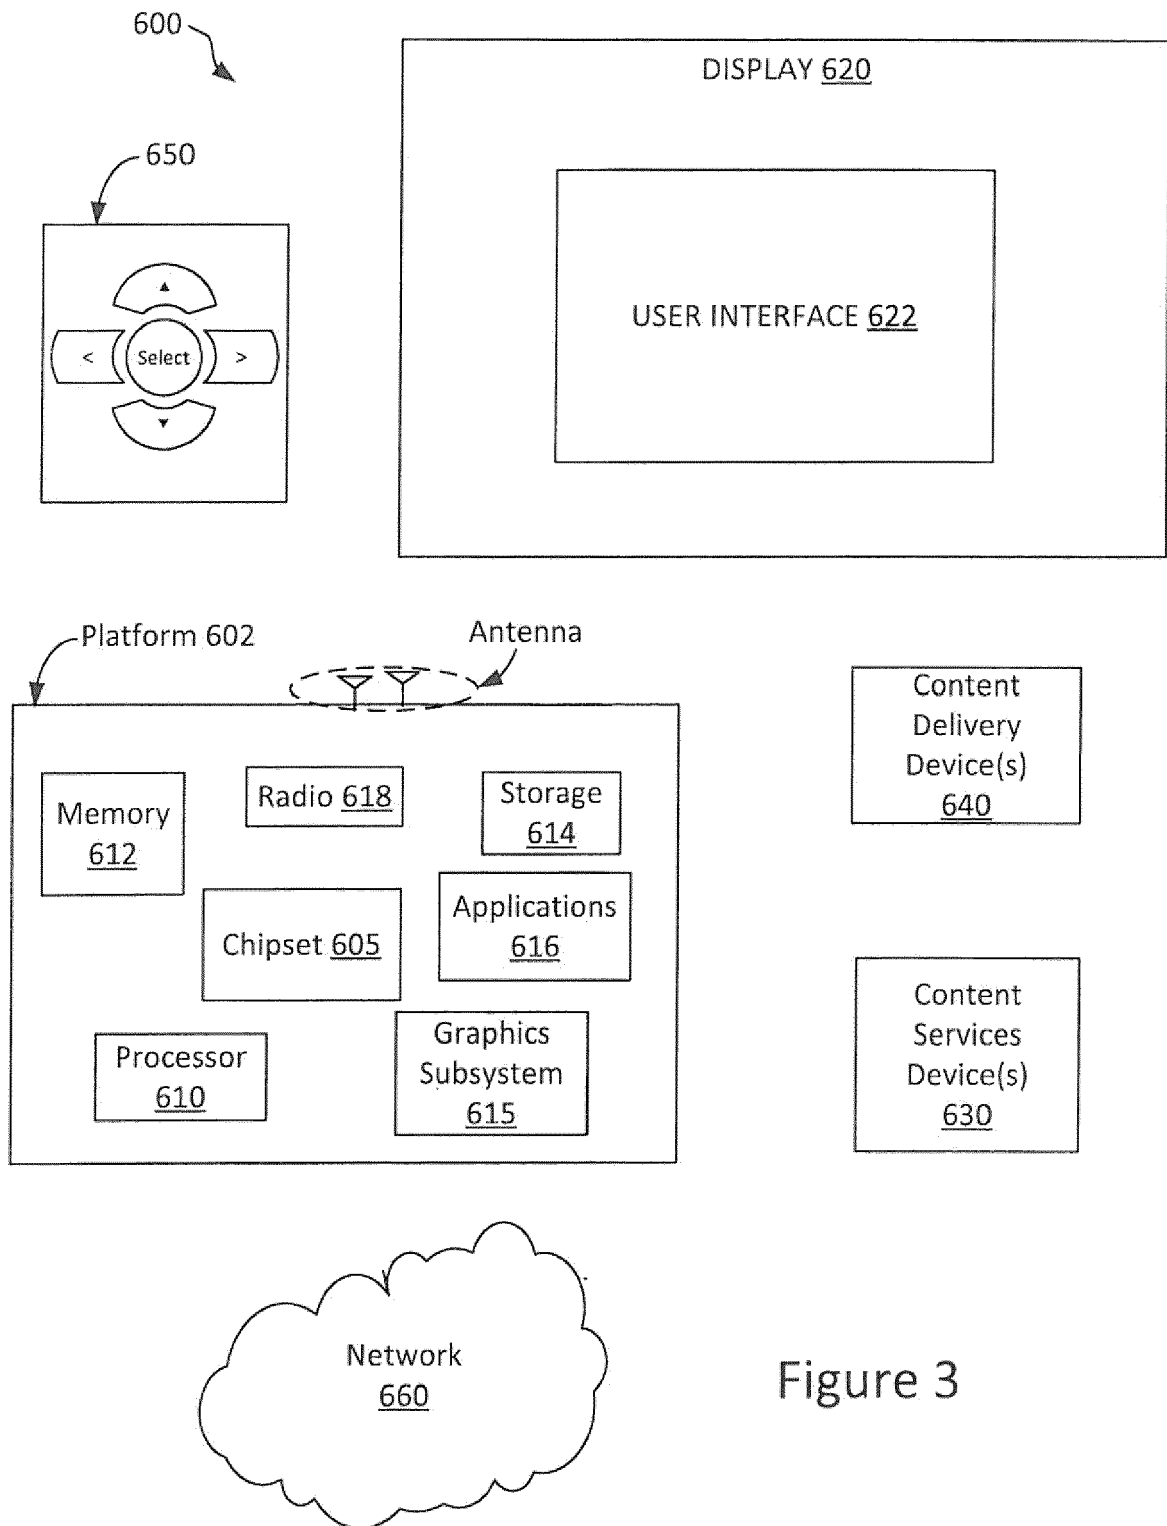 600
DISPLAY 620
650
USER INTERFACE 622
▲
< Select >
▼
Platform 602
Antenna
Content
Delivery
Device(s)
640
Memory
612
Radio 618
Storage
614
Applications
616
Chipset 605
Content
Services
Device(s)
630
Processor
610
Graphics
Subsystem
615
Network
660
Figure 3